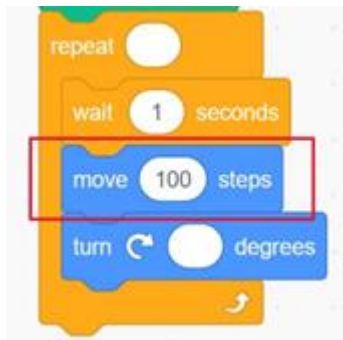 repeat
wait 1 seconds
move 100 steps
turn degrees